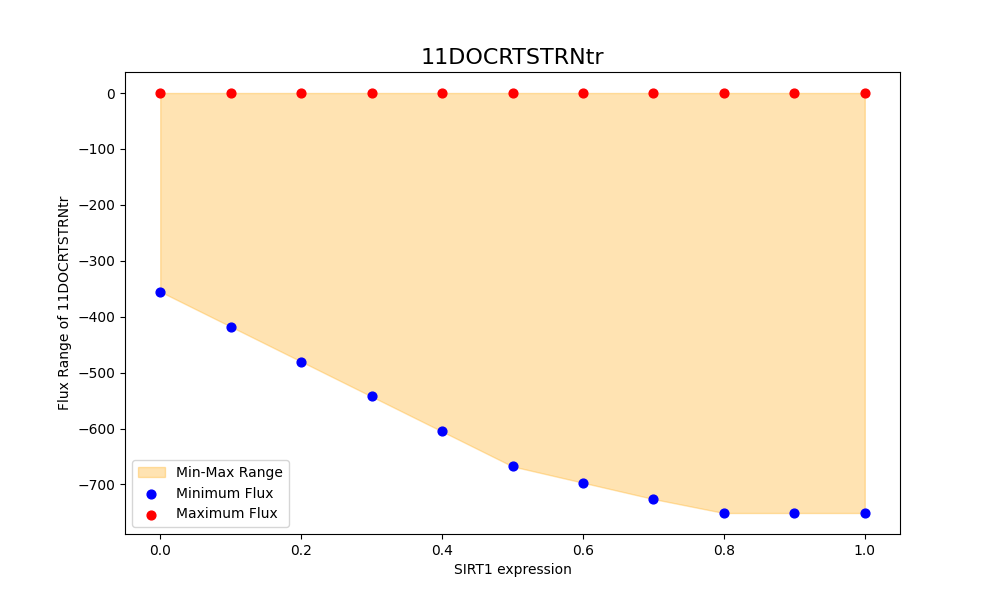 11DOCRTSTRNtr
Flux Range of 11DOCRTSTRNtr
0
−100
−200
−300
−400
−500
−600
−700
Min-Max Range
Minimum Flux
Maximum Flux
0.0
0.2
0.4
0.6
0.8
1.0
SIRT1 expression